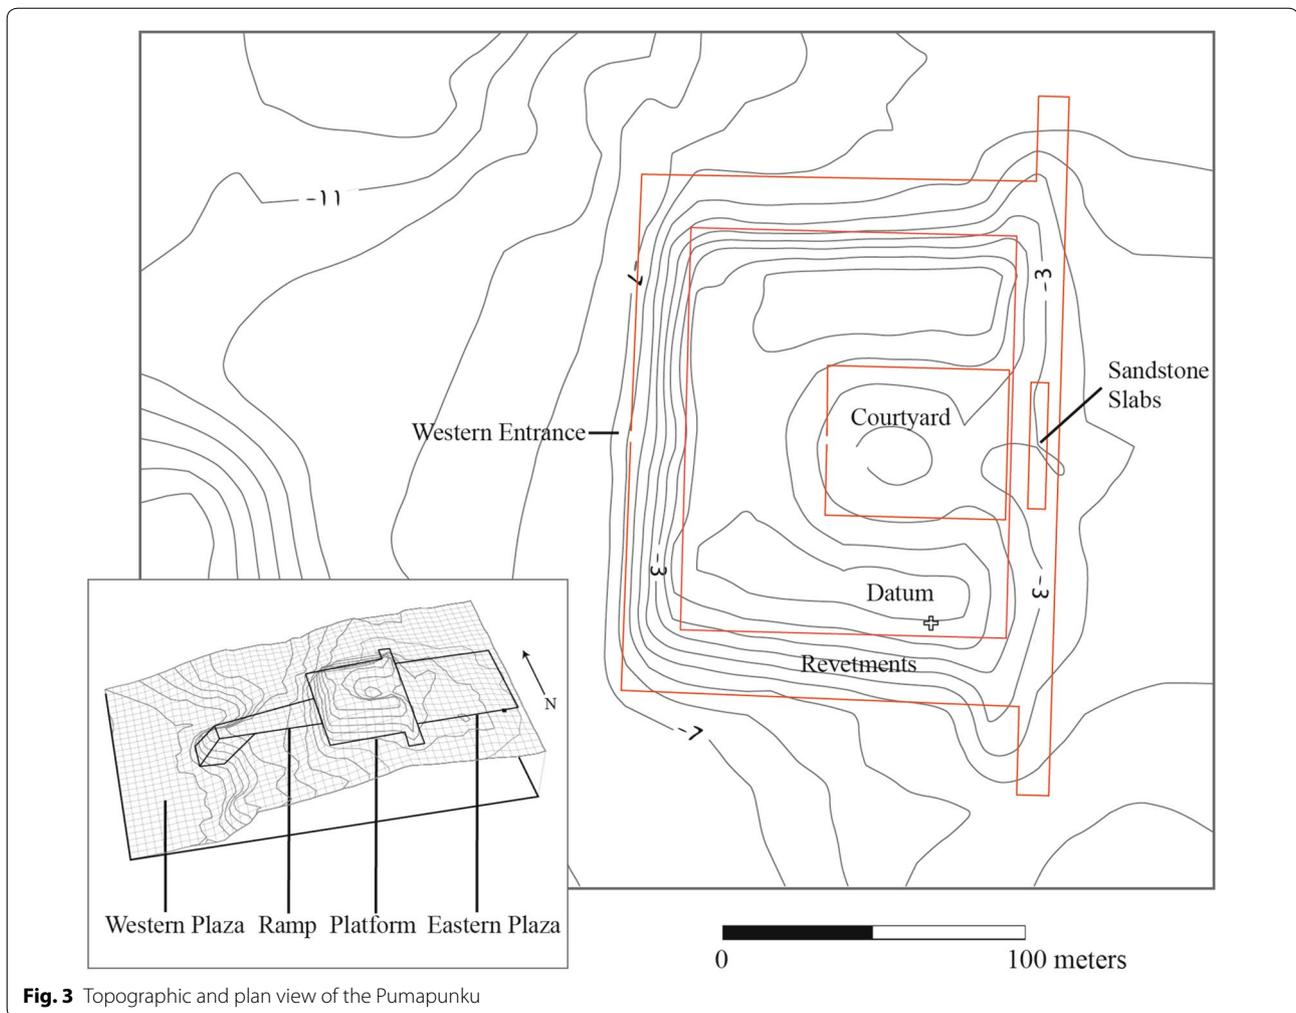 -11
-7
-3
Sandstone
Slabs
Western Entrance
Courtyard
-3
Datum
-3
Revetments
-7
N
Western Plaza Ramp Platform Eastern Plaza
0 100 meters
Fig. 3 Topographic and plan view of the Pumapunku